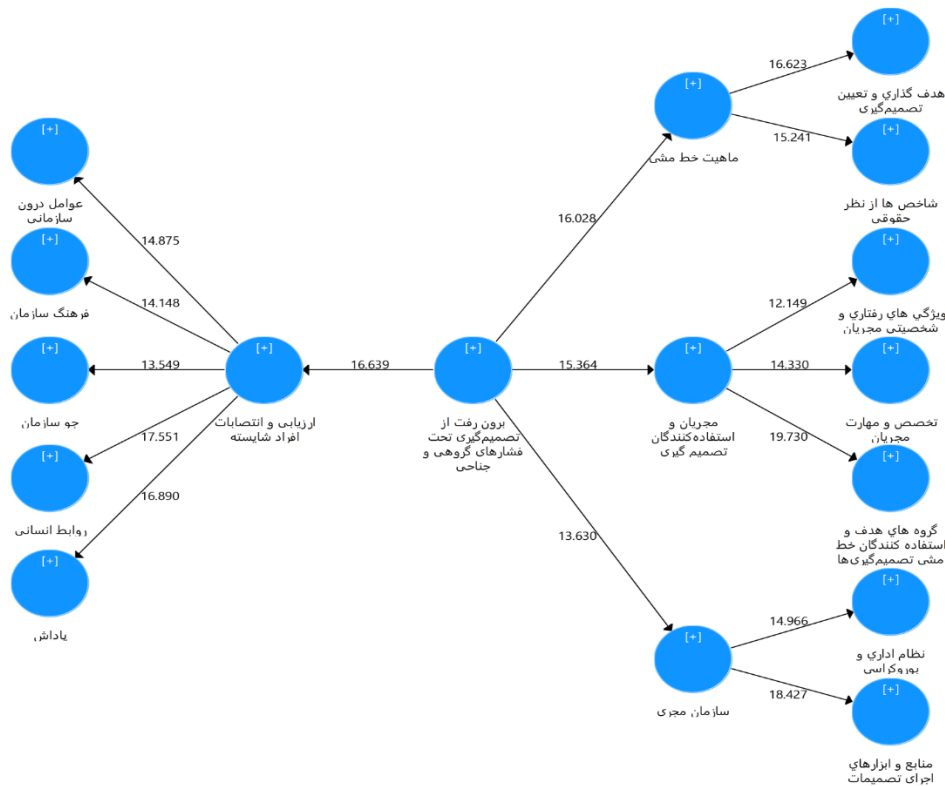 [+]
هدف گذاري و تعیین
تصمیم‌گیری
16.623
[+]
ماهیت خط مشی
15.241
[+]
شاخص ها از نظر
حقوقی
[+]
عوامل درون
سازمانی
14.875
16.028
[+]
فرهنگ سازمان
14.148
[+]
ویژگي هاي رفتاري و
شخصیتی مجریان
12.149
[+]
جو سازمان
13.549
[+]
ارزیابی و انتصابات
افراد شایسته
16.639
[+]
برون رفت از
تصمیم‌گیری تحت
فشارهای گروهی و
جناحی
15.364
[+]
مجریان و
استفاده‌کنندگان
تصمیم گیری
14.330
[+]
تخصص و مهارت
مجریان
17.551
19.730
[+]
روابط انسانی
16.890
[+]
گروه هاي هدف و
استفاده کنندگان خط
مشی تصمیم‌گیری‌ها
13.630
[+]
پاداش
[+]
سازمان مجری
14.966
[+]
نظام اداري و
بوروکراسی
18.427
[+]
منابع و ابزارهاي
اجرای تصمیمات